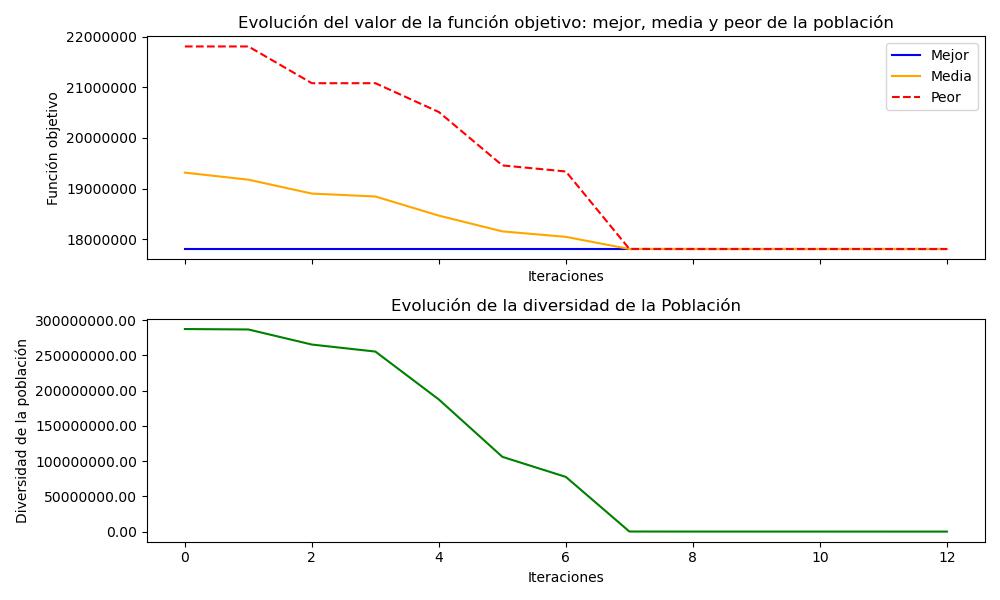 Evolución del valor de la función objetivo: mejor, media y peor de la población
22000000
21000000
20000000
19000000
18000000
Función objetivo
Mejor
Media
Peor
Iteraciones
Evolución de la diversidad de la Población
300000000.00
250000000.00
200000000.00
150000000.00
100000000.00
50000000.00
0.00
Diversidad de la población
0 2 4 6 8 10 12
Iteraciones